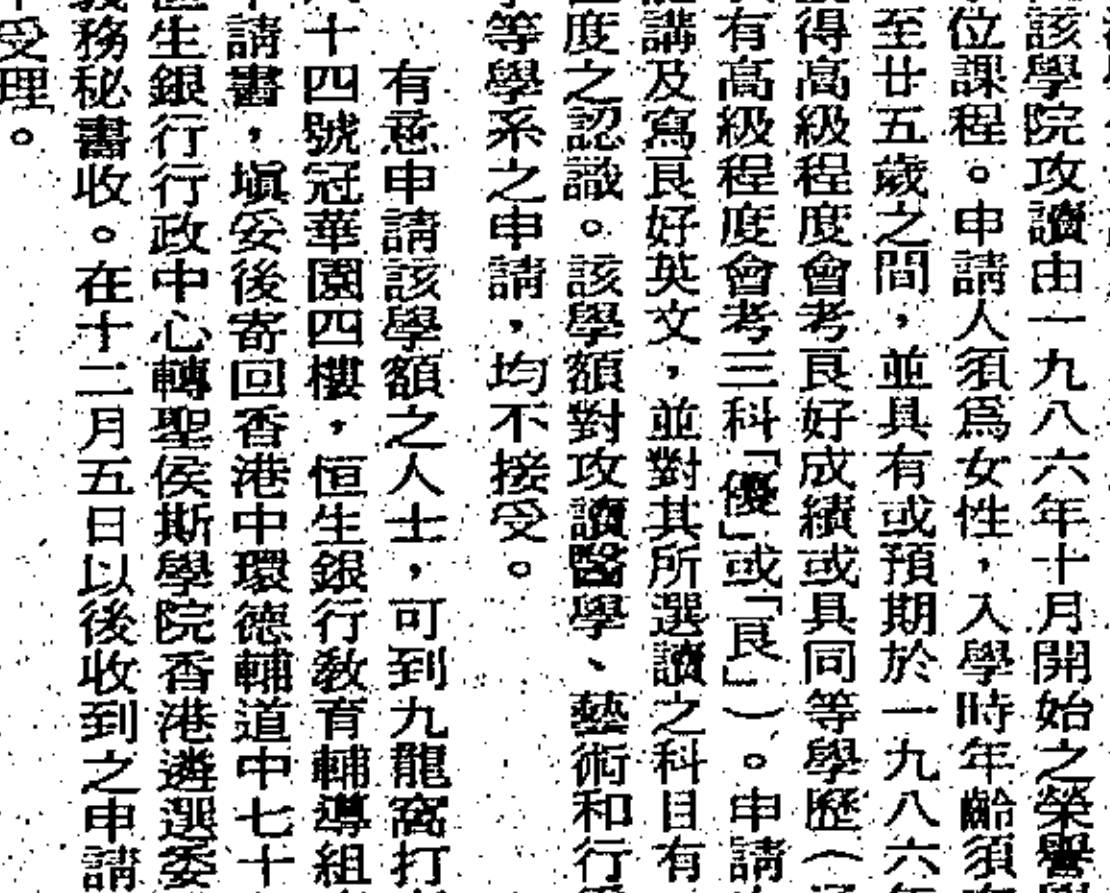 該學院攻讀由一九八六年十月開始之榮譽
位課程。申請人須爲女性，入學時年齡須
至廿五歲之間，並具有或預期於一九八六年
得高級程度會考良好成績或具同等學歷（
有高級程度會考三科「優」或「良」）。申請
講及寫良好英文，並對其所選讀之科目有
度之認識。該學額對攻讀醫學、藝術和行
等學系之申請，均不接受。
有意申請該學額之人士，可到九龍窩打
十四號冠華園四樓，恒生銀行敎育輔導組
請書，塡妥後寄回香港中環德輔道中七十
生銀行行政中心轉聖侯斯學院香港遴選委
務秘書收。在十二月五日以後收到之申請
受理。